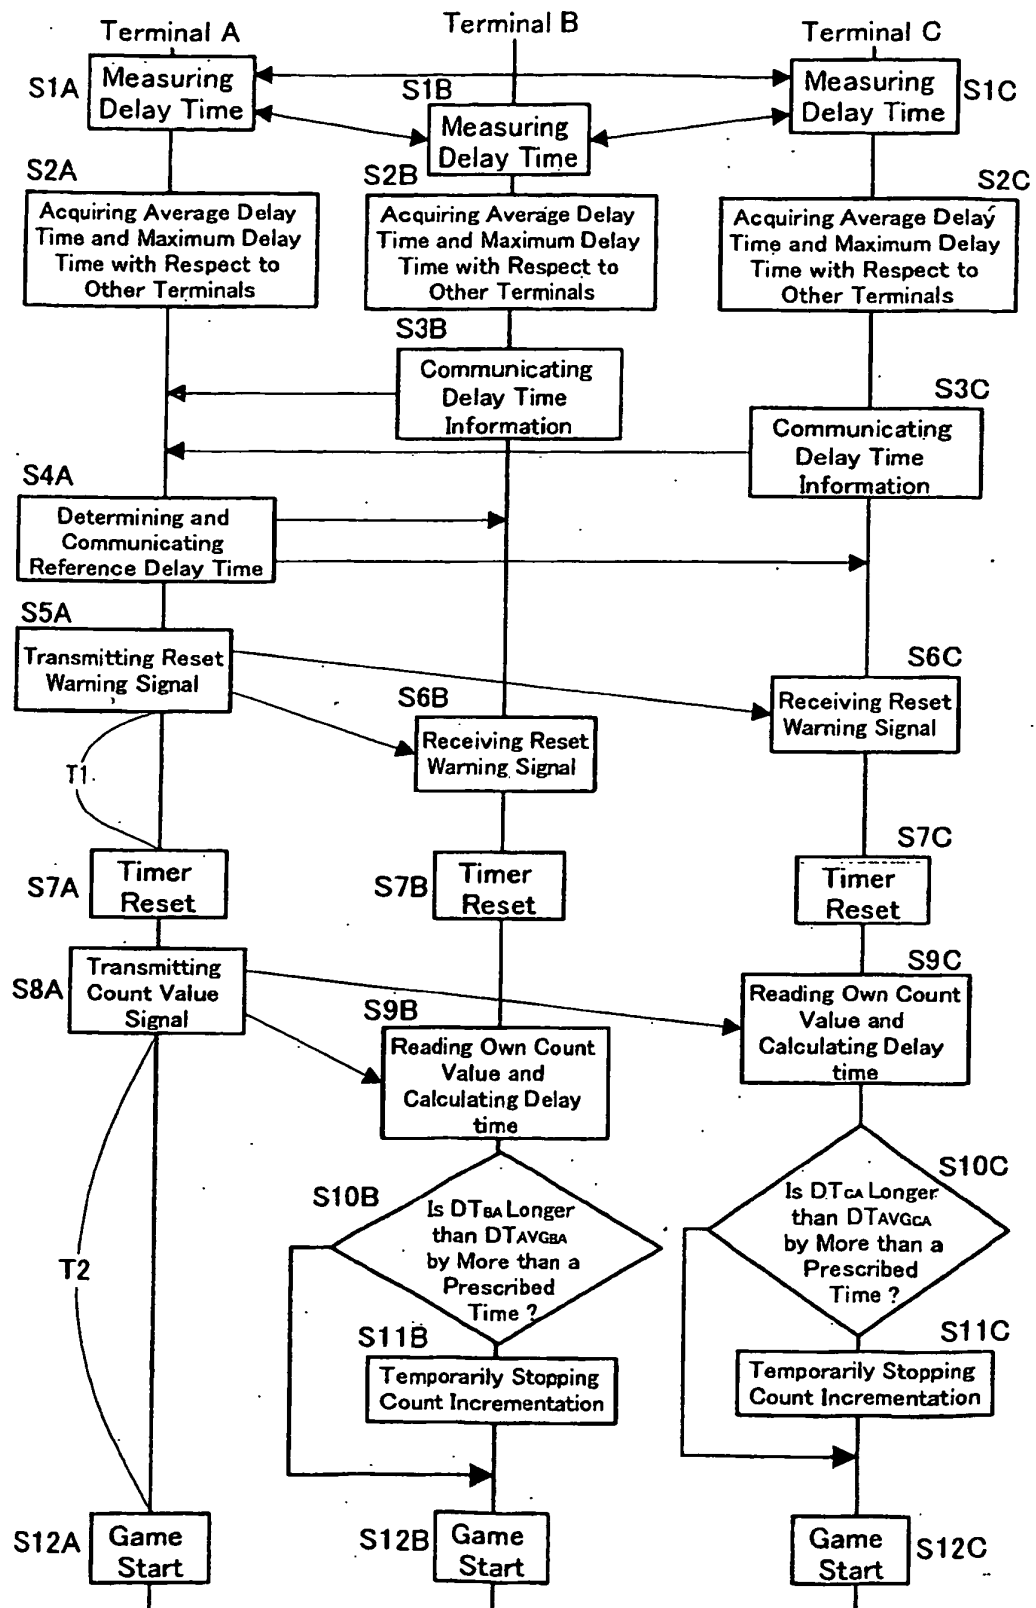 Terminal A
Terminal B
Terminal C
S1A
Measuring
Delay Time
S1B
Measuring
Delay Time
Measuring
Delay Time
S1C
S2A
Acquiring Average Delay
Time and Maximum Delay
Time with Respect to
Other Terminals
S2B
Acquiring Average Delay
Time and Maximum Delay
Time with Respect to
Other Terminals
S2C
Acquiring Average Delay
Time and Maximum Delay
Time with Respect to
Other Terminals
S3B
Communicating
Delay Time
Information
S3C
Communicating
Delay Time
Information
S4A
Determining and
Communicating
Reference Delay Time
S5A
Transmitting Reset
Warning Signal
S6B
Receiving Reset
Warning Signal
S6C
Receiving Reset
Warning Signal
T1
S7A
Timer
Reset
S7B
Timer
Reset
S7C
Timer
Reset
S8A
Transmitting
Count Value
Signal
S9B
Reading Own Count
Value and
Calculating Delay
time
S9C
Reading Own Count
Value and
Calculating Delay
time
S10B
Is DTBA Longer
than DTAVGBA
by More than a
Prescribed
Time ?
S10C
Is DTCA Longer
than DTAVGCA
by More than a
Prescribed
Time ?
T2
S11B
Temporarily Stopping
Count Incrementation
S11C
Temporarily Stopping
Count Incrementation
S12A
Game
Start
S12B
Game
Start
Game
Start
S12C